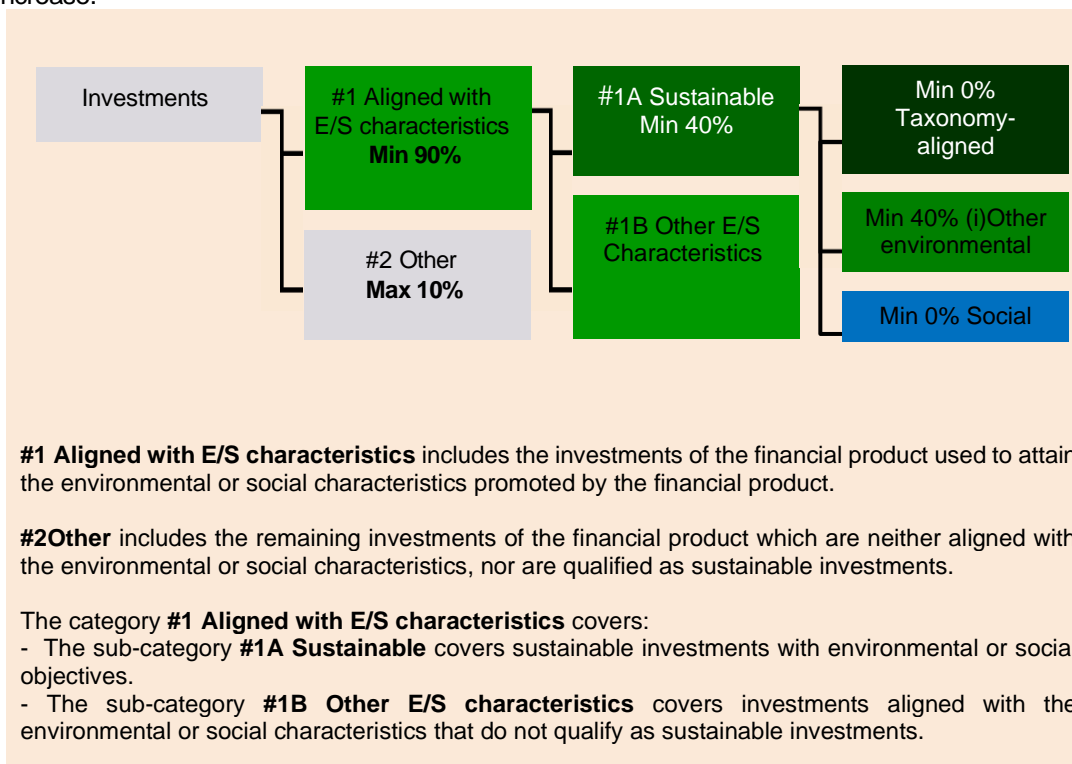 ncrease.
Investments
#1 Aligned with
E/S characteristics
Min 90%
#2 Other
Max 10%
#1A Sustainable
Min 40%
#1B Other E/S
Characteristics
Min 0%
Taxonomy-
aligned
Min 40% (i)Other
environmental
Min 0% Social
#1 Aligned with E/S characteristics includes the investments of the financial product used to attain
the environmental or social characteristics promoted by the financial product.
#2Other includes the remaining investments of the financial product which are neither aligned with
the environmental or social characteristics, nor are qualified as sustainable investments.
The category #1 Aligned with E/S characteristics covers:
- The sub-category #1A Sustainable covers sustainable investments with environmental or social
objectives.
- The sub-category #1B Other E/S characteristics covers investments aligned with the
environmental or social characteristics that do not qualify as sustainable investments.